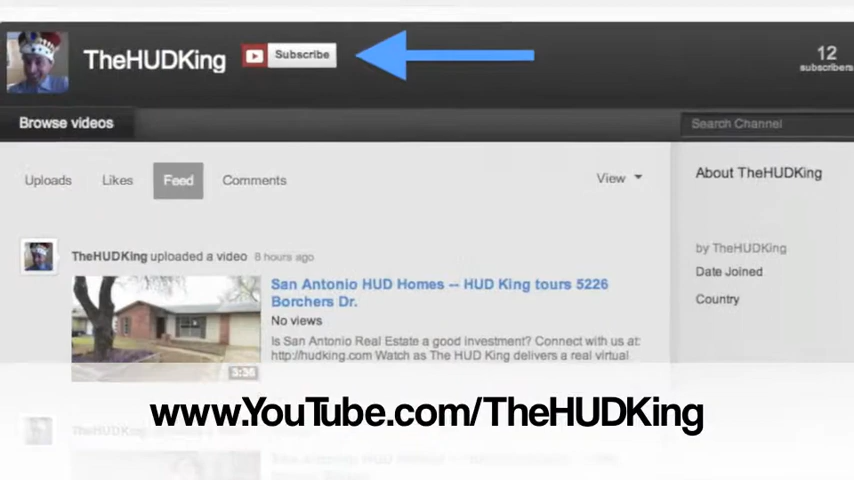 TheHUDKing
Subscribe
12
subscribers
Browse videos
Search Channel
Uploads
Likes
Feed
Comments
View
About TheHUDKing
TheHUDKing uploaded a video 8 hours ago
San Antonio HUD Homes -- HUD King tours 5226
Borchers Dr.
No views
Is San Antonio Real Estate a good investment? Connect with us at:
http://hudking.com Watch as The HUD King delivers a real virtual
3:36
by TheHUDKing
Date Joined
Country
www.YouTube.com/TheHUDKing
TheHUDKing